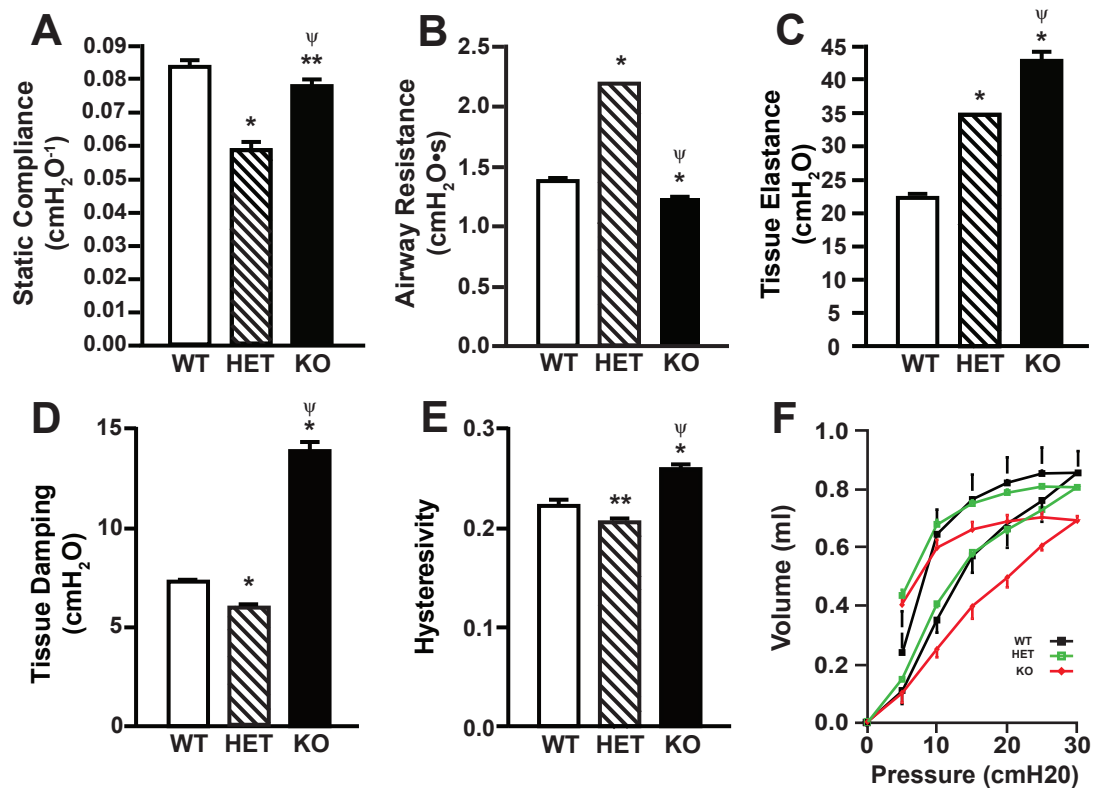 A
Static Compliance
(cmH₂O⁻¹)
0.09
0.08
0.07
0.06
0.05
0.04
0.03
0.02
0.01
0.00
*
ψ
**
WT HET KO
B
Airway Resistance
(cmH₂O•s)
2.5
2.0
1.5
1.0
0.5
0.0
*
ψ
*
WT HET KO
C
Tissue Elastance
(cmH₂O)
45
40
35
30
25
20
15
10
5
0
*
ψ
*
WT HET KO
D
Tissue Damping
(cmH₂O)
15
10
5
0
*
ψ
*
WT HET KO
E
Hysteresivity
0.3
0.2
0.1
0.0
**
ψ
*
WT HET KO
F
Volume (ml)
1.0
0.8
0.6
0.4
0.2
0.0
WT
HET
KO
0 10 20 30
Pressure (cmH20)